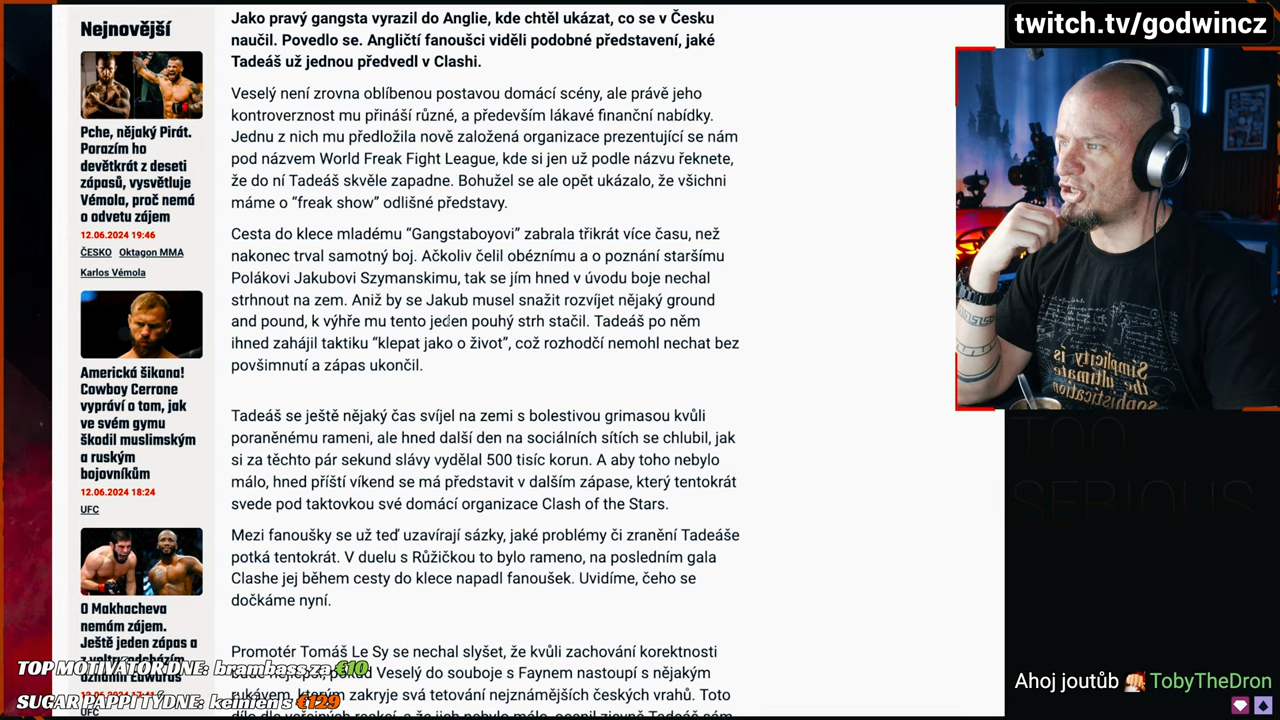 twitch.tv/godwincz
Nejnovější
Pche, nějaký Pirát.
Porazím ho
devětkrát z deseti
zápasů, vysvětluje
Vémola, proč nemá
o odvetu zájem
12.06.2024 19:46
ČESKO Oktagon MMA
Karlos Vémola
Americká šikana!
Cowboy Cerrone
vypráví o tom, jak
ve svém gymu
škodil muslimským
a ruským
bojovníkům
12.06.2024 18:24
UFC
O Makhacheva
nemám zájem.
Ještě jeden zápas a
UFC
Jako pravý gangsta vyrazil do Anglie, kde chtěl ukázat, co se v Česku
naučil. Povedlo se. Angličtí fanoušci viděli podobné představení, jaké
Tadeáš už jednou předvedl v Clashi.
Veselý není zrovna oblíbenou postavou domácí scény, ale právě jeho
kontroverznost mu přináší různé, a především lákavé finanční nabídky.
Jednu z nich mu předložila nově založená organizace prezentující se nám
pod názvem World Freak Fight League, kde si jen už podle názvu řeknete,
že do ní Tadeáš skvěle zapadne. Bohužel se ale opět ukázalo, že všichni
máme o “freak show” odlišné představy.
Cesta do klece mladému “Gangstaboyovi” zabrala třikrát více času, než
nakonec trval samotný boj. Ačkoliv čelil obéznímu a o poznání staršímu
Polákovi Jakubovi Szymanskimu, tak se jím hned v úvodu boje nechal
strhnout na zem. Aniž by se Jakub musel snažit rozvíjet nějaký ground
and pound, k výhře mu tento jeden pouhý strh stačil. Tadeáš po něm
ihned zahájil taktiku “klepat jako o život”, což rozhodčí nemohl nechat bez
povšimnutí a zápas ukončil.
Tadeáš se ještě nějaký čas svíjel na zemi s bolestivou grimasou kvůli
poraněnému rameni, ale hned další den na sociálních sítích se chlubil, jak
si za těchto pár sekund slávy vydělal 500 tisíc korun. A aby toho nebylo
málo, hned příští víkend se má představit v dalším zápase, který tentokrát
svede pod taktovkou své domácí organizace Clash of the Stars.
Mezi fanoušky se už teď uzavírají sázky, jaké problémy či zranění Tadeáše
potká tentokrát. V duelu s Růžičkou to bylo rameno, na posledním gala
Clashe jej během cesty do klece napadl fanoušek. Uvidíme, čeho se
dočkáme nyní.
Promotér Tomáš Le Sy se nechal slyšet, že kvůli zachování korektnosti
Veselý do souboje s Faynem nastoupí s nějakým
rukávem, kterým zakryje svá tetování nejznámějších českých vrahů. Toto
TOP MOTIVÁTOR DNE: brambass za €10
SUGAR PAPPI TÝDNE: keimien s €129
Simplicity is
the ultimate
sophistication
TOO
SERIOUS
Ahoj joutůb TobyTheDron